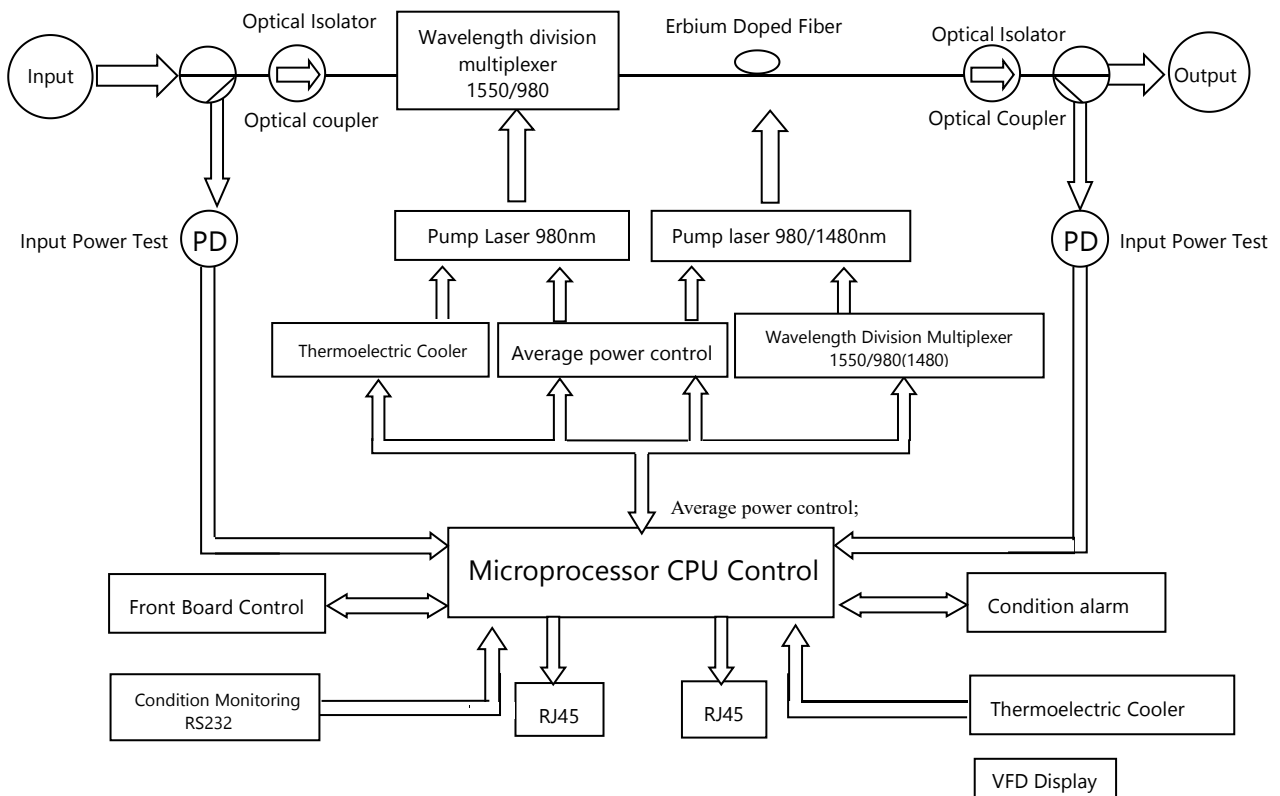 Optical Isolator
Wavelength division
multiplexer
1550/980
Erbium Doped Fiber
Optical Isolator
Input
Output
Optical coupler
Optical Coupler
Input Power Test
PD
Pump Laser 980nm
Pump laser 980/1480nm
PD
Input Power Test
Thermoelectric Cooler
Average power control
Wavelength Division Multiplexer
1550/980(1480)
Average power control;
Microprocessor CPU Control
Front Board Control
Condition alarm
Condition Monitoring
RS232
RJ45
RJ45
Thermoelectric Cooler
VFD Display